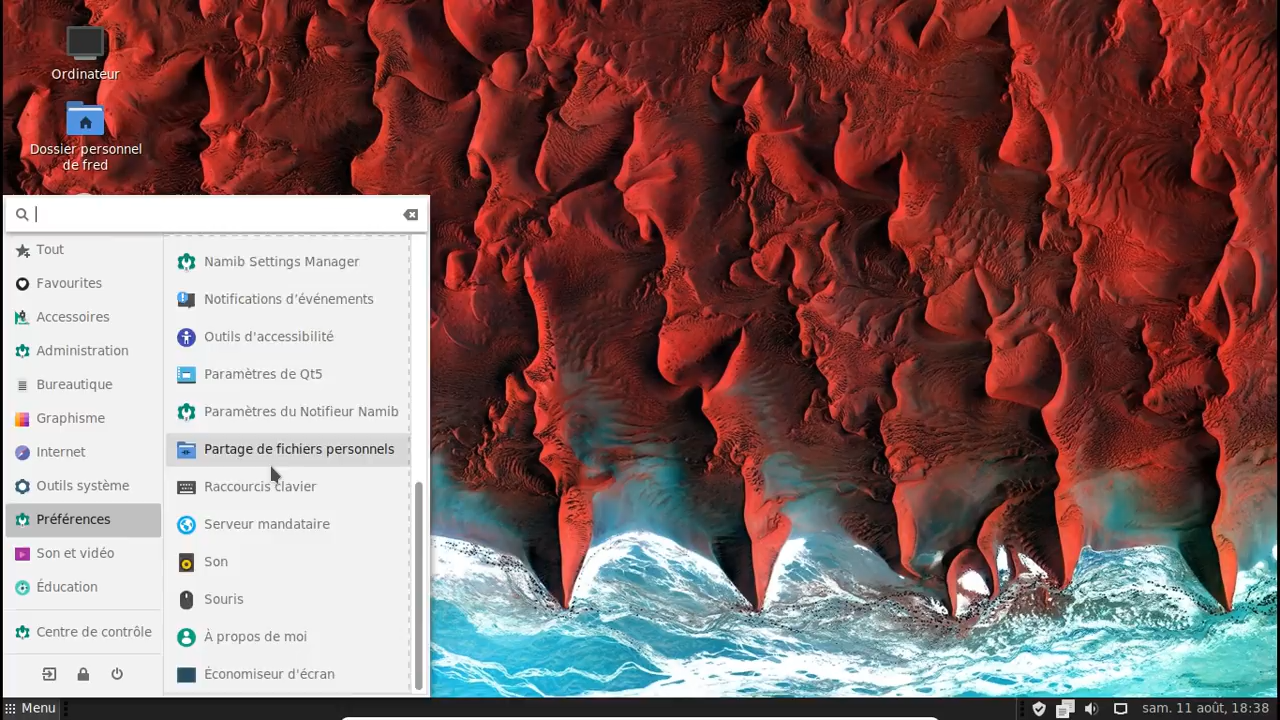 Ordinateur
Dossier personnel
de fred
Tout
Favourites
Accessoires
Administration
Bureautique
Graphisme
Internet
Outils système
Préférences
Son et vidéo
Éducation
Centre de contrôle
Namib Settings Manager
Notifications d’événements
Outils d'accessibilité
Paramètres de Qt5
Paramètres du Notifieur Namib
Partage de fichiers personnels
Raccourcis clavier
Serveur mandataire
Son
Souris
À propos de moi
Économiseur d'écran
Menu
sam. 11 août, 18:38